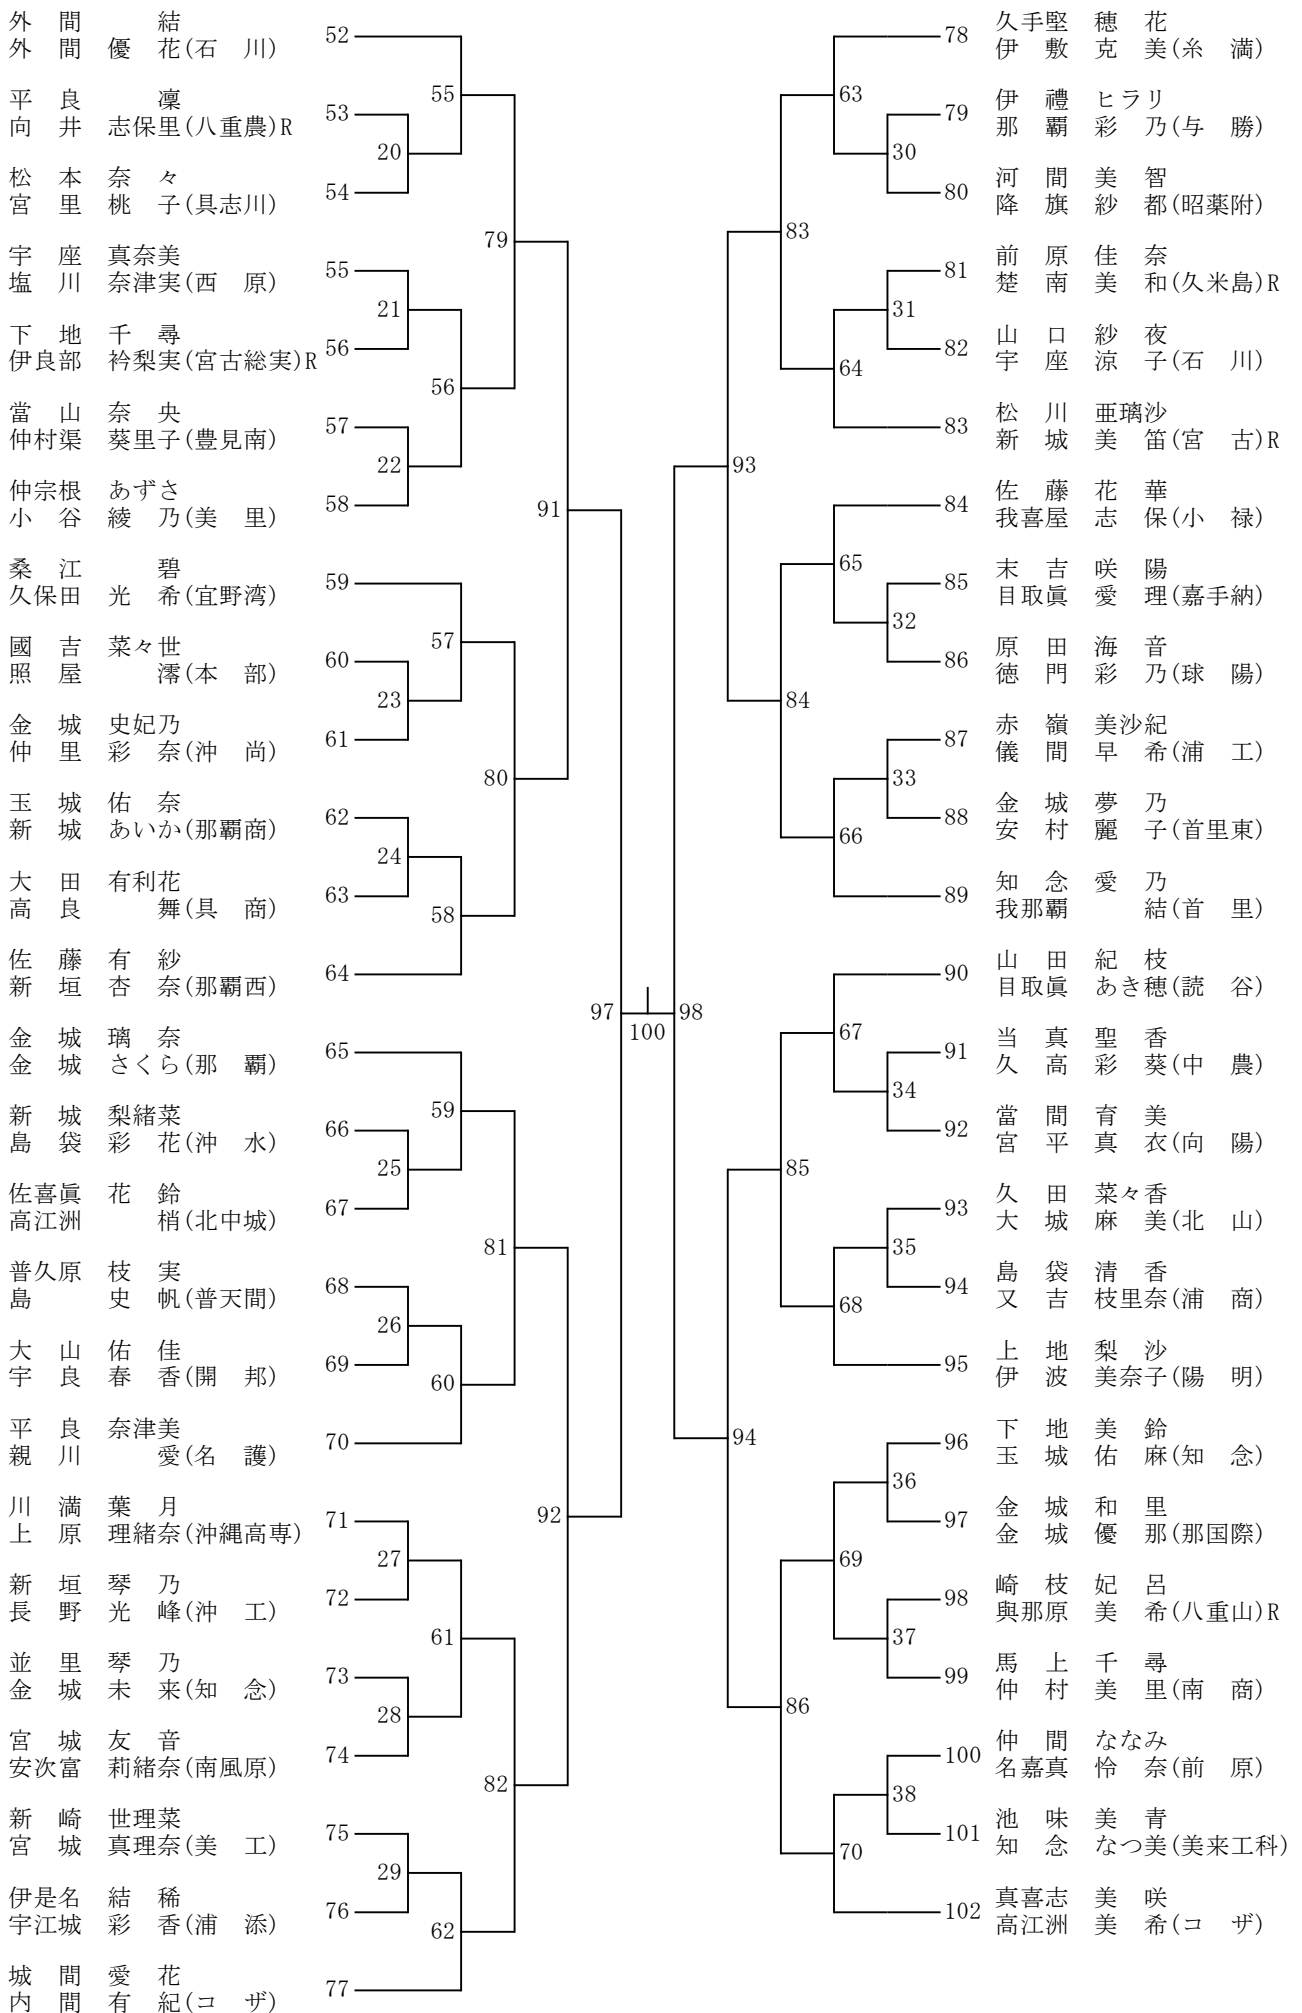 外　間　　　　結
外　間　優　花(石　川) 52
55
平　良　　　　凜
向　井　志保里(八重農)R 53
20
松　本　奈　々
宮　里　桃　子(具志川) 54
79
宇　座　真奈美
塩　川　奈津実(西　原) 55
21
下　地　千　尋
伊良部　衿梨実(宮古総実)R 56
56
當　山　奈　央
仲村渠　葵里子(豊見南) 57
22
仲宗根　あずさ
小　谷　綾　乃(美　里) 58
91
桑　江　　　　碧
久保田　光　希(宜野湾) 59
57
國　吉　菜々世
照　屋　　　　澪(本　部) 60
23
金　城　史妃乃
仲　里　彩　奈(沖　尚) 61
80
玉　城　佑　奈
新　城　あいか(那覇商) 62
24
大　田　有利花
高　良　　　　舞(具　商) 63
58
佐　藤　有　紗
新　垣　杏　奈(那覇西) 64
97
金　城　璃　奈
金　城　さくら(那　覇) 65
59
新　城　梨緒菜
島　袋　彩　花(沖　水) 66
25
佐喜眞　花　鈴
高江洲　　　　梢(北中城) 67
81
普久原　枝　実
島　　　　史　帆(普天間) 68
26
大　山　佑　佳
宇　良　春　香(開　邦) 69
60
平　良　奈津美
親　川　　　　愛(名　護) 70
92
川　満　葉　月
上　原　理緒奈(沖縄高専) 71
27
新　垣　琴　乃
長　野　光　峰(沖　工) 72
61
並　里　琴　乃
金　城　未　来(知　念) 73
28
宮　城　友　音
安次富　莉緒奈(南風原) 74
82
新　崎　世理菜
宮　城　真理奈(美　工) 75
29
伊是名　結　稀
宇江城　彩　香(浦　添) 76
62
城　間　愛　花
内　間　有　紀(コ　ザ) 77
100
久手堅　穂　花
78 伊　敷　克　美(糸　満)
63
伊　禮　ヒラリ
79 那　覇　彩　乃(与　勝)
30
河　間　美　智
80 降　旗　紗　都(昭薬附)
83
前　原　佳　奈
81 楚　南　美　和(久米島)R
31
山　口　紗　夜
82 宇　座　涼　子(石　川)
64
松　川　亜璃沙
83 新　城　美　笛(宮　古)R
93
佐　藤　花　華
84 我喜屋　志　保(小　禄)
65
末　吉　咲　陽
85 目取眞　愛　理(嘉手納)
32
原　田　海　音
86 徳　門　彩　乃(球　陽)
84
赤　嶺　美沙紀
87 儀　間　早　希(浦　工)
33
金　城　夢　乃
88 安　村　麗　子(首里東)
66
知　念　愛　乃
89 我那覇　　　　結(首　里)
98
山　田　紀　枝
90 目取眞　あき穂(読　谷)
67
当　真　聖　香
91 久　高　彩　葵(中　農)
34
當　間　育　美
92 宮　平　真　衣(向　陽)
85
久　田　菜々香
93 大　城　麻　美(北　山)
35
島　袋　清　香
94 又　吉　枝里奈(浦　商)
68
上　地　梨　沙
95 伊　波　美奈子(陽　明)
94
下　地　美　鈴
96 玉　城　佑　麻(知　念)
36
金　城　和　里
97 金　城　優　那(那国際)
69
崎　枝　妃　呂
98 與那原　美　希(八重山)R
37
馬　上　千　尋
99 仲　村　美　里(南　商)
86
仲　間　ななみ
100 名嘉真　怜　奈(前　原)
38
池　味　美　青
101 知　念　なつ美(美来工科)
70
真喜志　美　咲
102 高江洲　美　希(コ　ザ)